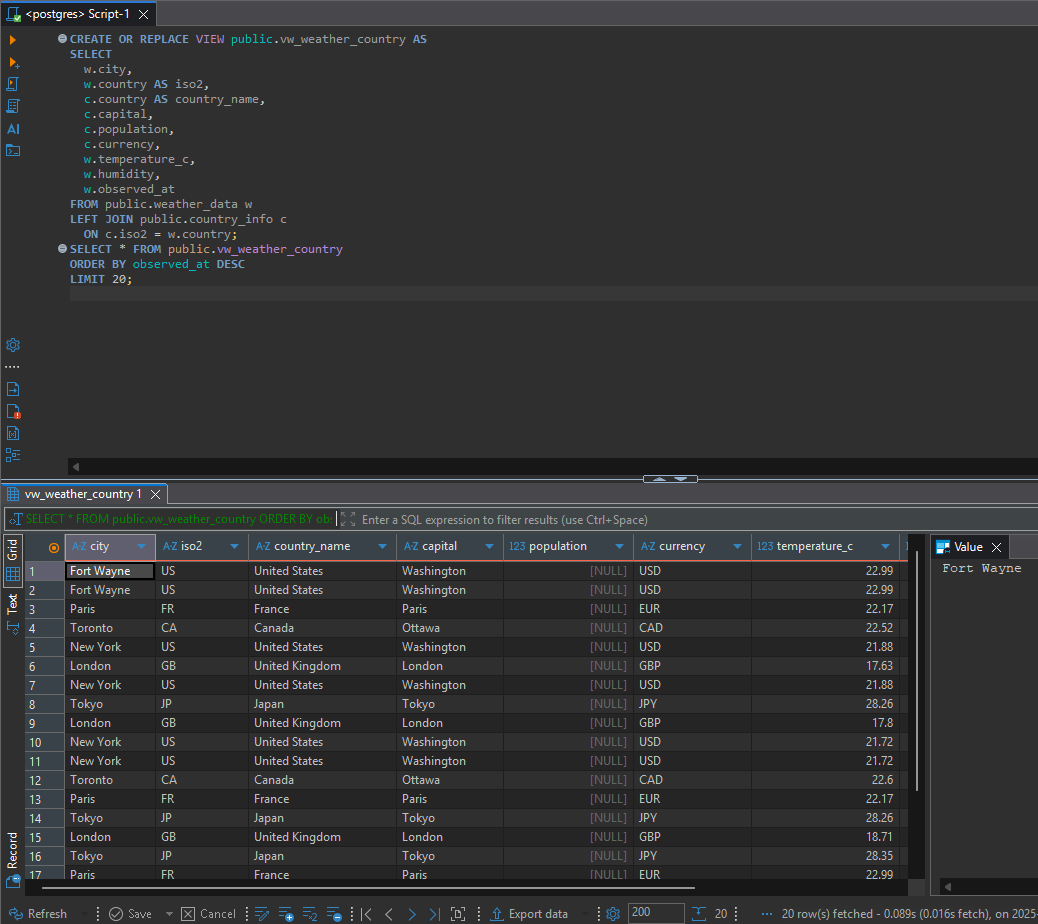 <postgres> Script-1
CREATE OR REPLACE VIEW public.vw_weather_country AS
SELECT
w.city,
w.country AS iso2,
c.country AS country_name,
c.capital,
c.population,
c.currency,
w.temperature_c,
w.humidity,
w.observed_at
FROM public.weather_data w
LEFT JOIN public.country_info c
ON c.iso2 = w.country;
SELECT * FROM public.vw_weather_country
ORDER BY observed_at DESC
LIMIT 20;
AI
vw_weather_country 1
SELECT * FROM public.vw_weather_country ORDER BY obs Enter a SQL expression to filter results (use Ctrl+Space)
Grid
Text
Record
A-Z city A-Z iso2 A-Z country_name A-Z capital 123 population A-Z currency 123 temperature_c
1 Fort Wayne US United States Washington [NULL] USD 22.99
2 Fort Wayne US United States Washington [NULL] USD 22.99
3 Paris FR France Paris [NULL] EUR 22.17
4 Toronto CA Canada Ottawa [NULL] CAD 22.52
5 New York US United States Washington [NULL] USD 21.88
6 London GB United Kingdom London [NULL] GBP 17.63
7 New York US United States Washington [NULL] USD 21.88
8 Tokyo JP Japan Tokyo [NULL] JPY 28.26
9 London GB United Kingdom London [NULL] GBP 17.8
10 New York US United States Washington [NULL] USD 21.72
11 New York US United States Washington [NULL] USD 21.72
12 Toronto CA Canada Ottawa [NULL] CAD 22.6
13 Paris FR France Paris [NULL] EUR 22.17
14 Tokyo JP Japan Tokyo [NULL] JPY 28.26
15 London GB United Kingdom London [NULL] GBP 18.71
16 Tokyo JP Japan Tokyo [NULL] JPY 28.35
17 Paris FR France Paris [NULL] EUR 22.99
Value
Fort Wayne
Refresh Save Cancel Export data 200 20 20 row(s) fetched - 0.089s (0.016s fetch), on 2025-